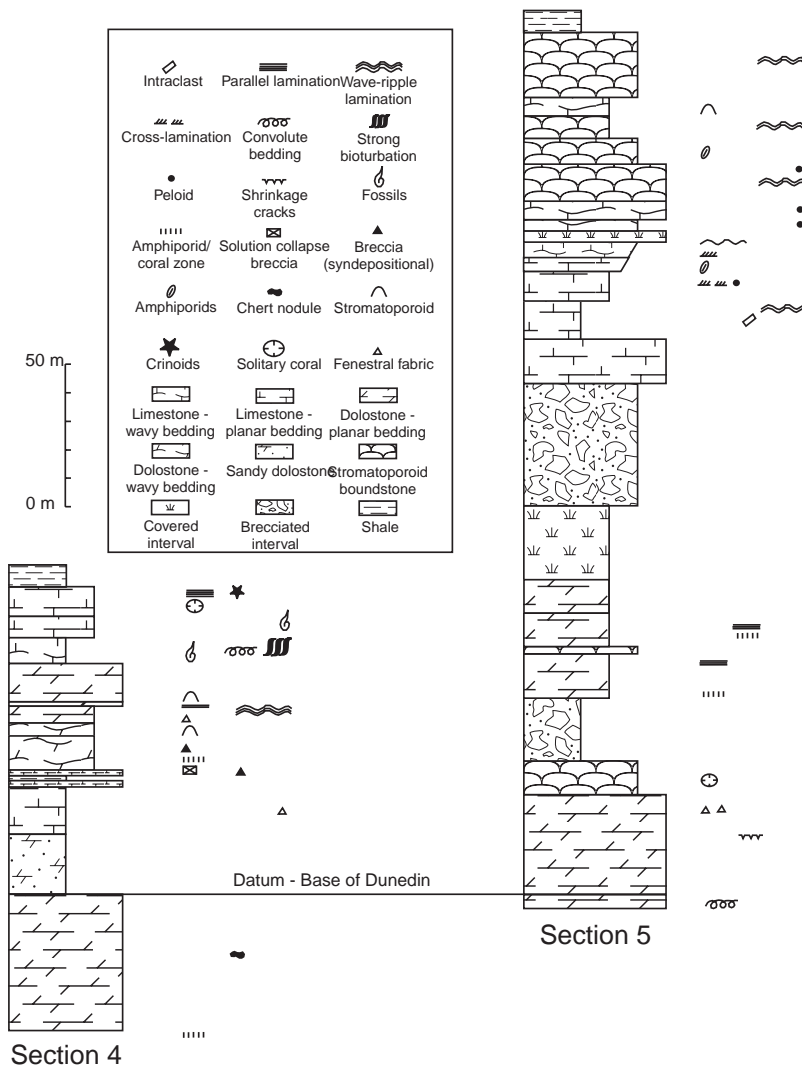 Intraclast
Parallel lamination
Wave-ripple
lamination
Cross-lamination
Convolute
bedding
Strong
bioturbation
Peloid
Shrinkage
cracks
Fossils
Amphiporid/
coral zone
Solution collapse
breccia
Breccia
(syndepositional)
Amphiporids
Chert nodule
Stromatoporoid
Crinoids
Solitary coral
Fenestral fabric
Limestone -
wavy bedding
Limestone -
planar bedding
Dolostone -
planar bedding
Dolostone -
wavy bedding
Sandy dolostone
Stromatoporoid
boundstone
Covered
interval
Brecciated
interval
Shale
50 m
0 m
Datum - Base of Dunedin
Section 5
Section 4